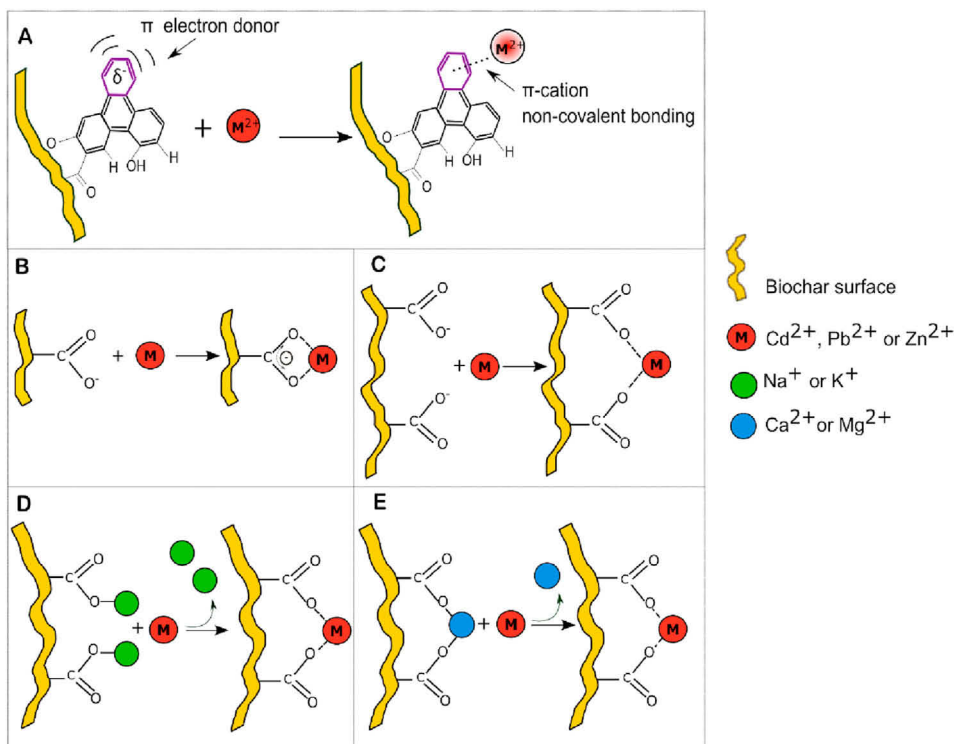 A
π electron donor
δ-
O
O
H
OH
H
+
M2+
M2+
π-cation
non-covalent bonding
O
O
H
OH
H
B
C
O
O-
+
M
C
O
O
-
M
C
C
O
O-
O-
C
O
+
M
C
O
O
O
C
O
M
Biochar surface
M
Cd2+, Pb2+ or Zn2+
Na+ or K+
Ca2+ or Mg2+
D
C
O
O
O
C
O
+
M
C
O
O
O
C
O
M
E
C
O
O
O
C
O
+
M
C
O
O
O
C
O
M